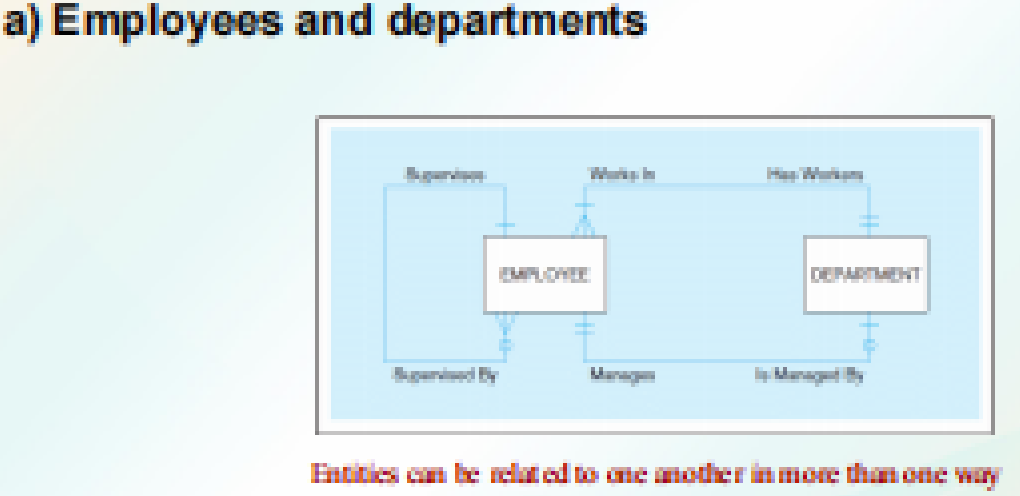 a) Employees and departments
Supervises Works In Has Workers
EMPLOYEE DEPARTMENT
Supervised By Manages Is Managed By
Entities can be related to one another in more than one way